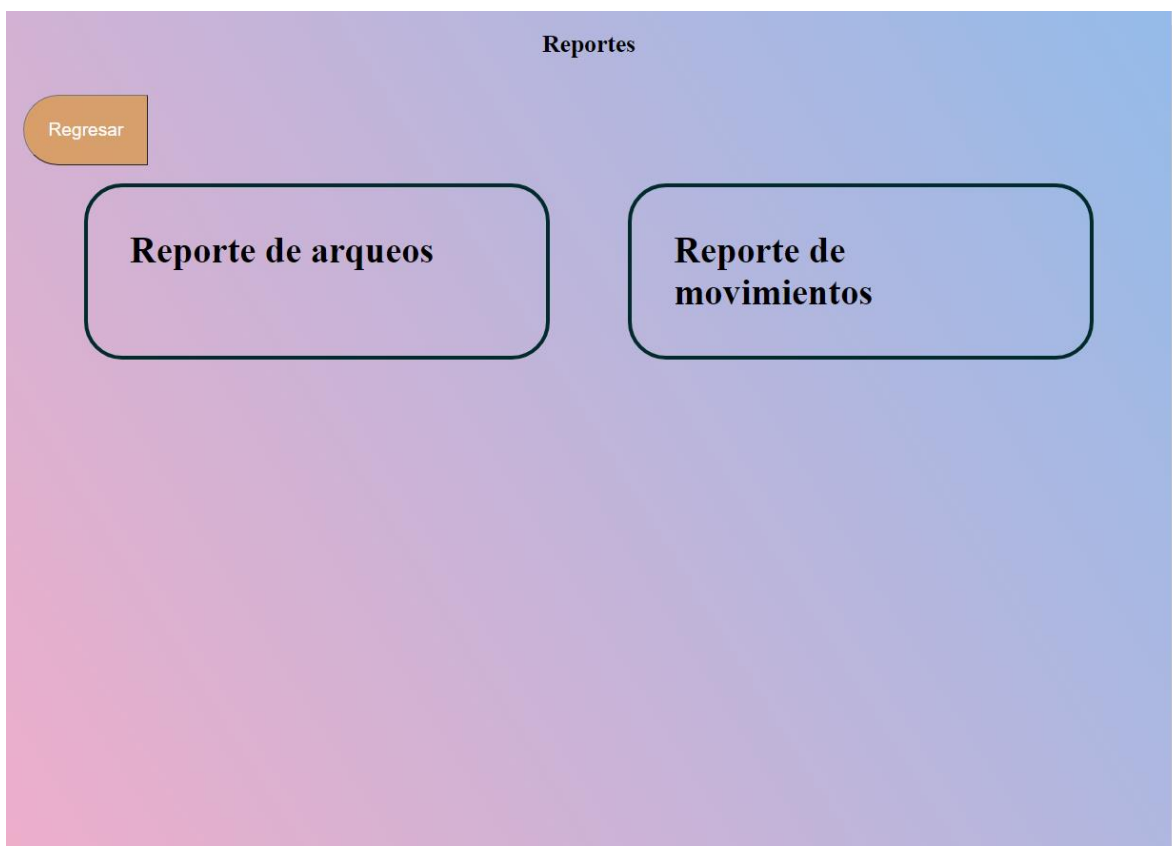 Reportes
Regresar
Reporte de arqueos
Reporte de
movimientos